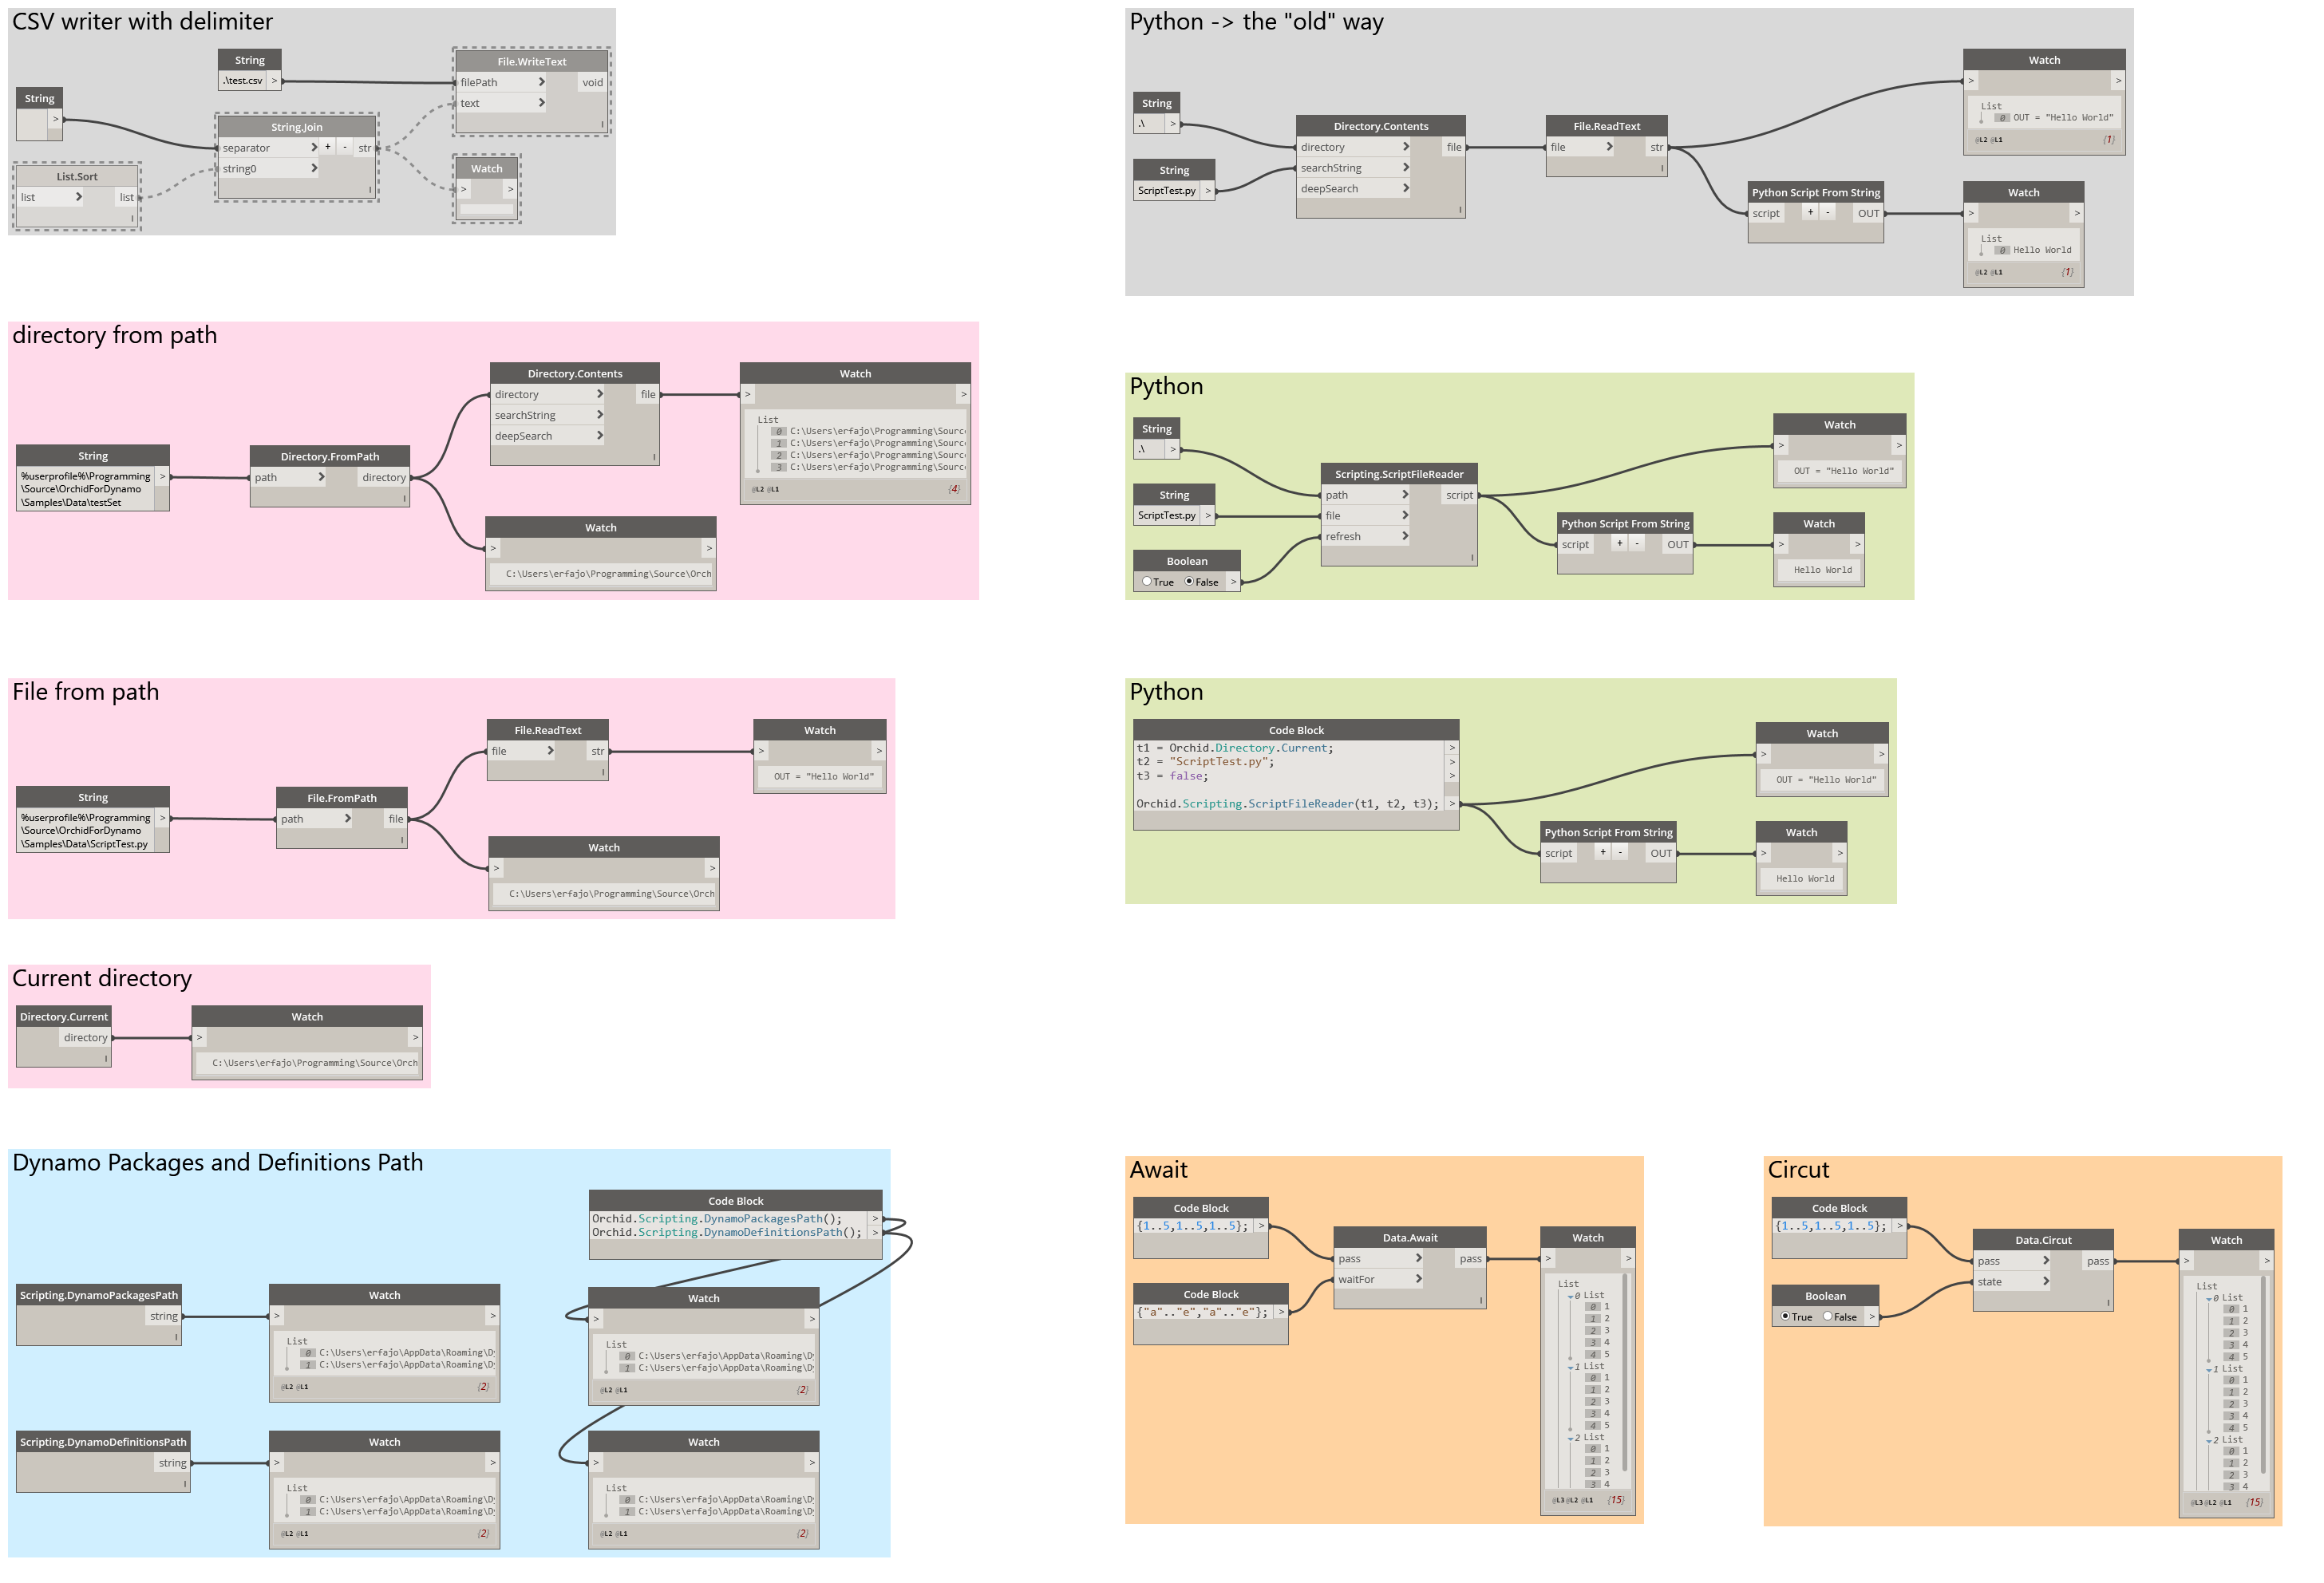 CSV writer with delimiter
String
.\test.csv >
File.WriteText
filePath void
text
String
>
String.Join
separator + - str
string0
List.Sort
list list
Watch
> >
Python -> the "old" way
String
.\ >
String
ScriptTest.py >
Directory.Contents
directory file
searchString
deepSearch
File.ReadText
file str
Watch
> >
List
0 OUT = "Hello World"
@L2 @L1 {1}
Python Script From String
script + - OUT
Watch
> >
List
0 Hello World
@L2 @L1 {1}
directory from path
String
%userprofile%\Programming >
\Source\OrchidForDynamo
\Samples\Data\testSet
Directory.FromPath
path directory
Directory.Contents
directory file
searchString
deepSearch
Watch
> >
List
0 C:\Users\erfajo\Programming\Source
1 C:\Users\erfajo\Programming\Source
2 C:\Users\erfajo\Programming\Source
3 C:\Users\erfajo\Programming\Source
@L2 @L1 {4}
Watch
> >
C:\Users\erfajo\Programming\Source\Orch
Python
String
.\ >
String
ScriptTest.py >
Boolean
True False >
Scripting.ScriptFileReader
path script
file
refresh
Watch
> >
OUT = "Hello World"
Python Script From String
script + - OUT
Watch
> >
Hello World
File from path
String
%userprofile%\Programming >
\Source\OrchidForDynamo
\Samples\Data\ScriptTest.py
File.FromPath
path file
File.ReadText
file str
Watch
> >
OUT = "Hello World"
Watch
> >
C:\Users\erfajo\Programming\Source\Orch
Python
Code Block
t1 = Orchid.Directory.Current; >
t2 = "ScriptTest.py"; >
t3 = false; >
Orchid.Scripting.ScriptFileReader(t1, t2, t3); >
Watch
> >
OUT = "Hello World"
Python Script From String
script + - OUT
Watch
> >
Hello World
Current directory
Directory.Current
directory
Watch
> >
C:\Users\erfajo\Programming\Source\Orch
Dynamo Packages and Definitions Path
Code Block
Orchid.Scripting.DynamoPackagesPath(); >
Orchid.Scripting.DynamoDefinitionsPath(); >
Scripting.DynamoPackagesPath
string
Watch
> >
List
0 C:\Users\erfajo\AppData\Roaming\Dy
1 C:\Users\erfajo\AppData\Roaming\Dy
@L2 @L1 {2}
Watch
> >
List
0 C:\Users\erfajo\AppData\Roaming\Dy
1 C:\Users\erfajo\AppData\Roaming\Dy
@L2 @L1 {2}
Scripting.DynamoDefinitionsPath
string
Watch
> >
List
0 C:\Users\erfajo\AppData\Roaming\Dy
1 C:\Users\erfajo\AppData\Roaming\Dy
@L2 @L1 {2}
Watch
> >
List
0 C:\Users\erfajo\AppData\Roaming\Dy
1 C:\Users\erfajo\AppData\Roaming\Dy
@L2 @L1 {2}
Await
Code Block
{1..5,1..5,1..5}; >
Code Block
{"a".."e","a".."e"}; >
Data.Await
pass pass
waitFor
Watch
> >
List
0 List
0 1
1 2
2 3
3 4
4 5
1 List
0 1
1 2
2 3
3 4
4 5
2 List
0 1
1 2
2 3
3 4
@L3 @L2 @L1 {15}
Circut
Code Block
{1..5,1..5,1..5}; >
Boolean
True False >
Data.Circut
pass pass
state
Watch
> >
List
0 List
0 1
1 2
2 3
3 4
4 5
1 List
0 1
1 2
2 3
3 4
4 5
2 List
0 1
1 2
2 3
3 4
@L3 @L2 @L1 {15}